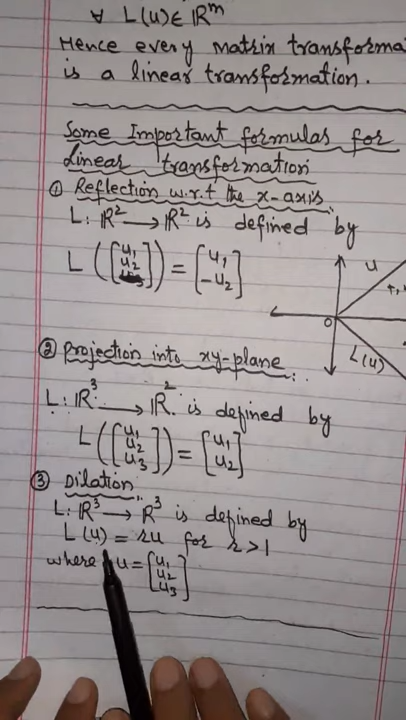 ∀ L(u) ∈ ℝᵐ
Hence every matrix transforma
is a linear transformation.
Some Important formulas for
Linear transformation
① Reflection w.r.t the x-axis
L: ℝ² → ℝ² is defined by
L([u₁ u₂]) = [u₁ -u₂]
u
O
L(u)
② Projection into xy-plane
L: ℝ³ → ℝ² is defined by
L([u₁ u₂ u₃]) = [u₁ u₂]
③ Dilation
L: ℝ³ → ℝ³ is defined by
L(u) = ru for r > 1
where u = [u₁ u₂ u₃]